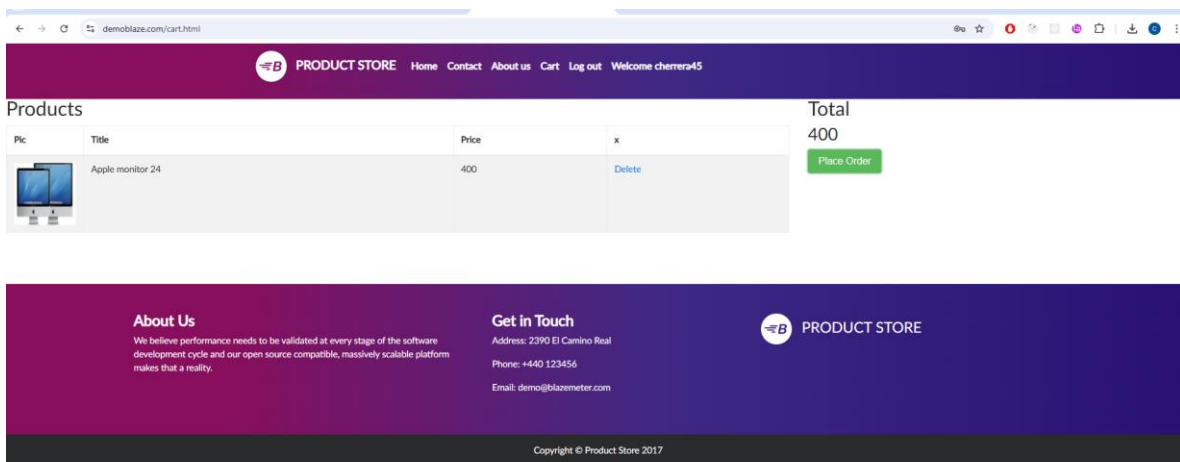 demoblaze.com/cart.html
B PRODUCT STORE Home Contact About us Cart Log out Welcome cherrera45
Products
Total
Pic Title Price x
400
Apple monitor 24 400 Delete
Place Order
About Us
We believe performance needs to be validated at every stage of the software
development cycle and our open source compatible, massively scalable platform
makes that a reality.
Get in Touch
Address: 2390 El Camino Real
Phone: +440 123456
Email: demo@blazemeter.com
B PRODUCT STORE
Copyright © Product Store 2017